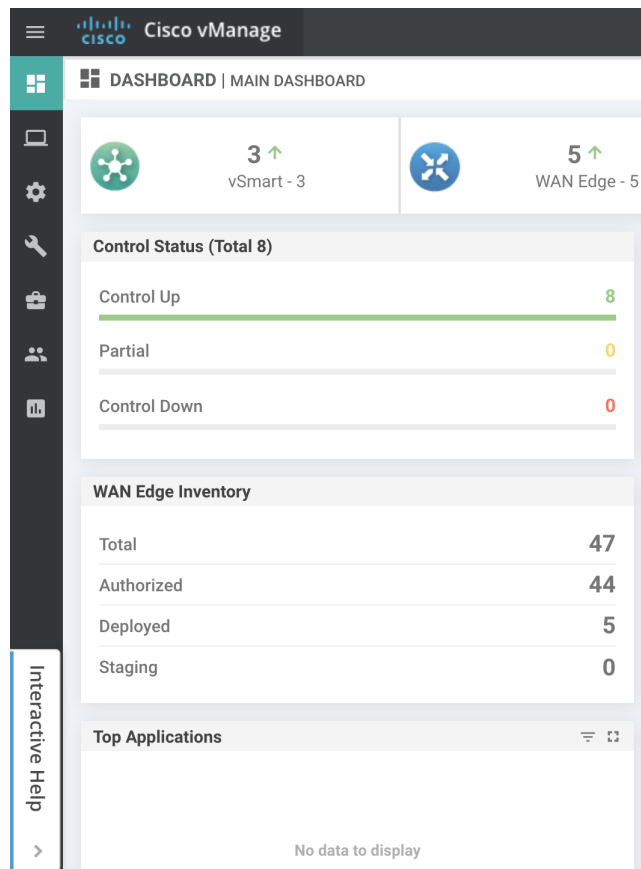 CISCO
Cisco vManage
DASHBOARD | MAIN DASHBOARD
3
vSmart - 3
5
WAN Edge - 5
Control Status (Total 8)
Control Up 8
Partial 0
Control Down 0
WAN Edge Inventory
Total 47
Authorized 44
Deployed 5
Staging 0
Interactive Help
Top Applications
No data to display